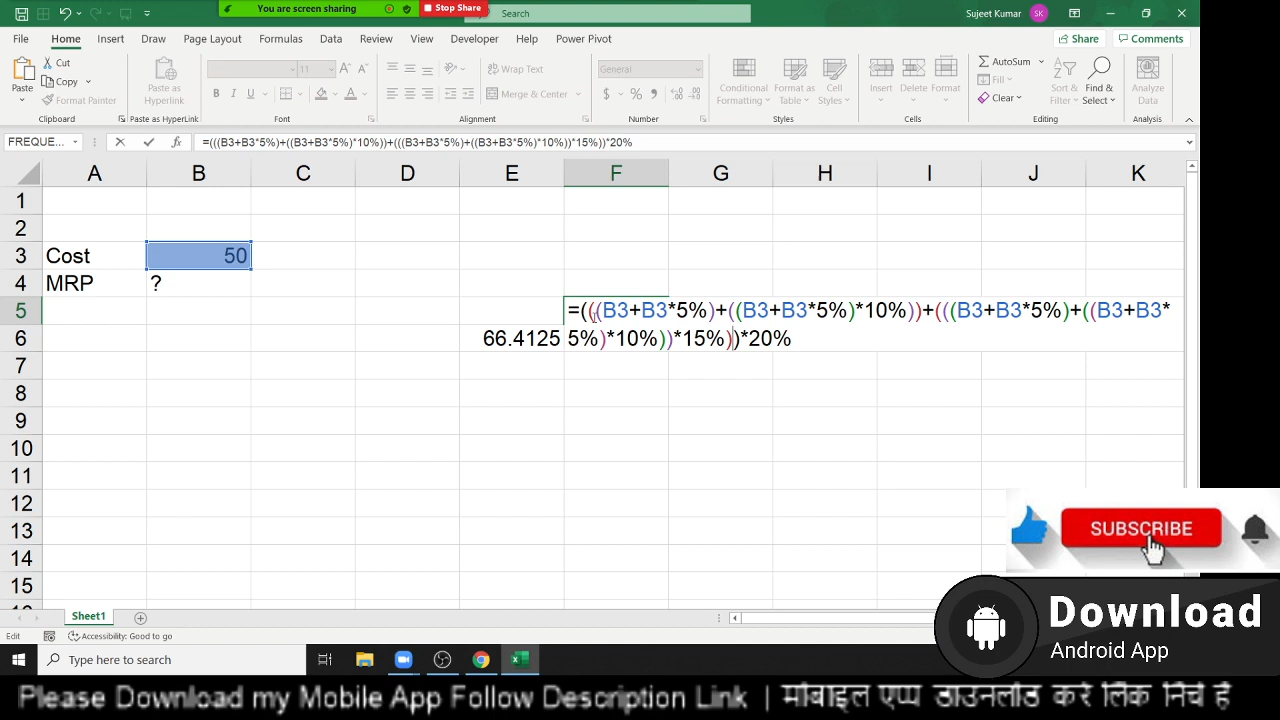 You are screen sharing
Stop Share
Search
Sujeet Kumar
SK
File Home Insert Draw Page Layout Formulas Data Review View Developer Help Power Pivot
Share
Comments
Paste
Cut
Copy
Format Painter
Clipboard
Paste as Hyperlink
Paste as HyperLink
11
B I U
A
Font
Wrap Text
Merge & Center
Alignment
General
$ % 9
Number
Conditional Formatting
Format as Table
Cell Styles
Styles
Insert
Delete
Format
Cells
AutoSum
Fill
Clear
Sort & Filter
Find & Select
Editing
Analyze Data
Analysis
FREQUE...
fx
=(((B3+B3*5%)+((B3+B3*5%)*10%))+(((B3+B3*5%)+((B3+B3*5%)*10%))*15%))*20%
A B C D E F G H I J K
1
2
3 Cost 50
4 MRP ?
5 =(((B3+B3*5%)+((B3+B3*5%)*10%))+(((B3+B3*5%)+((B3+B3*
6 66.4125 5%)*10%))*15%))*20%
7
8
9
10
11
12
13
14
15
Sheet1
Edit
Accessibility: Good to go
SUBSCRIBE
Download
Android App
Type here to search
Please Download my Mobile App Follow Description Link | मोबाइल एप्प डाउनलोड करे लिंक निचे है